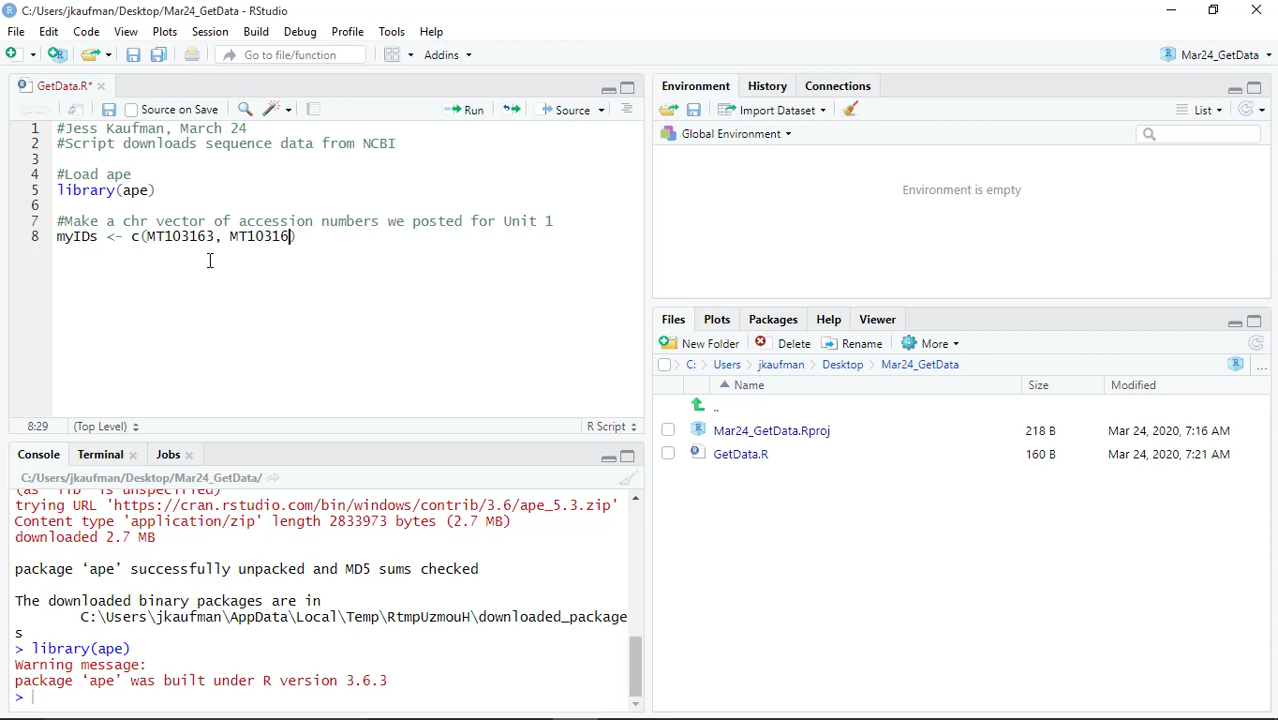 C:/Users/jkaufman/Desktop/Mar24_GetData - RStudio
File Edit Code View Plots Session Build Debug Profile Tools Help
Go to file/function Addins Mar24_GetData
GetData.R*
Source on Save Run Source
1 #Jess Kaufman, March 24
2 #Script downloads sequence data from NCBI
3
4 #Load ape
5 library(ape)
6
7 #Make a chr vector of accession numbers we posted for Unit 1
8 myIDs <- c(MT103163, MT10316)
8:29 (Top Level) R Script
Console Terminal Jobs
C:/Users/jkaufman/Desktop/Mar24_GetData/
(as 'lib' is unspecified)
trying URL 'https://cran.rstudio.com/bin/windows/contrib/3.6/ape_5.3.zip'
Content type 'application/zip' length 2833973 bytes (2.7 MB)
downloaded 2.7 MB
package ‘ape’ successfully unpacked and MD5 sums checked
The downloaded binary packages are in
C:\Users\jkaufman\AppData\Local\Temp\RtmpUzmouH\downloaded_package
s
> library(ape)
Warning message:
package ‘ape’ was built under R version 3.6.3
>
Environment History Connections
Import Dataset List
Global Environment
Environment is empty
Files Plots Packages Help Viewer
New Folder Delete Rename More
C: Users jkaufman Desktop Mar24_GetData ...
Name Size Modified
..
Mar24_GetData.Rproj 218 B Mar 24, 2020, 7:16 AM
GetData.R 160 B Mar 24, 2020, 7:21 AM